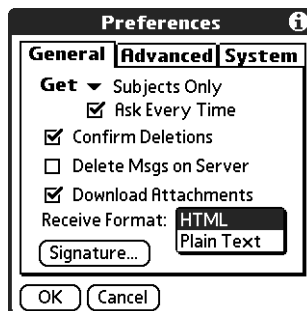 Preferences
General Advanced System
Get Subjects Only
Ask Every Time
Confirm Deletions
Delete Msgs on Server
Download Attachments
Receive Format: HTML
Plain Text
Signature...
OK Cancel